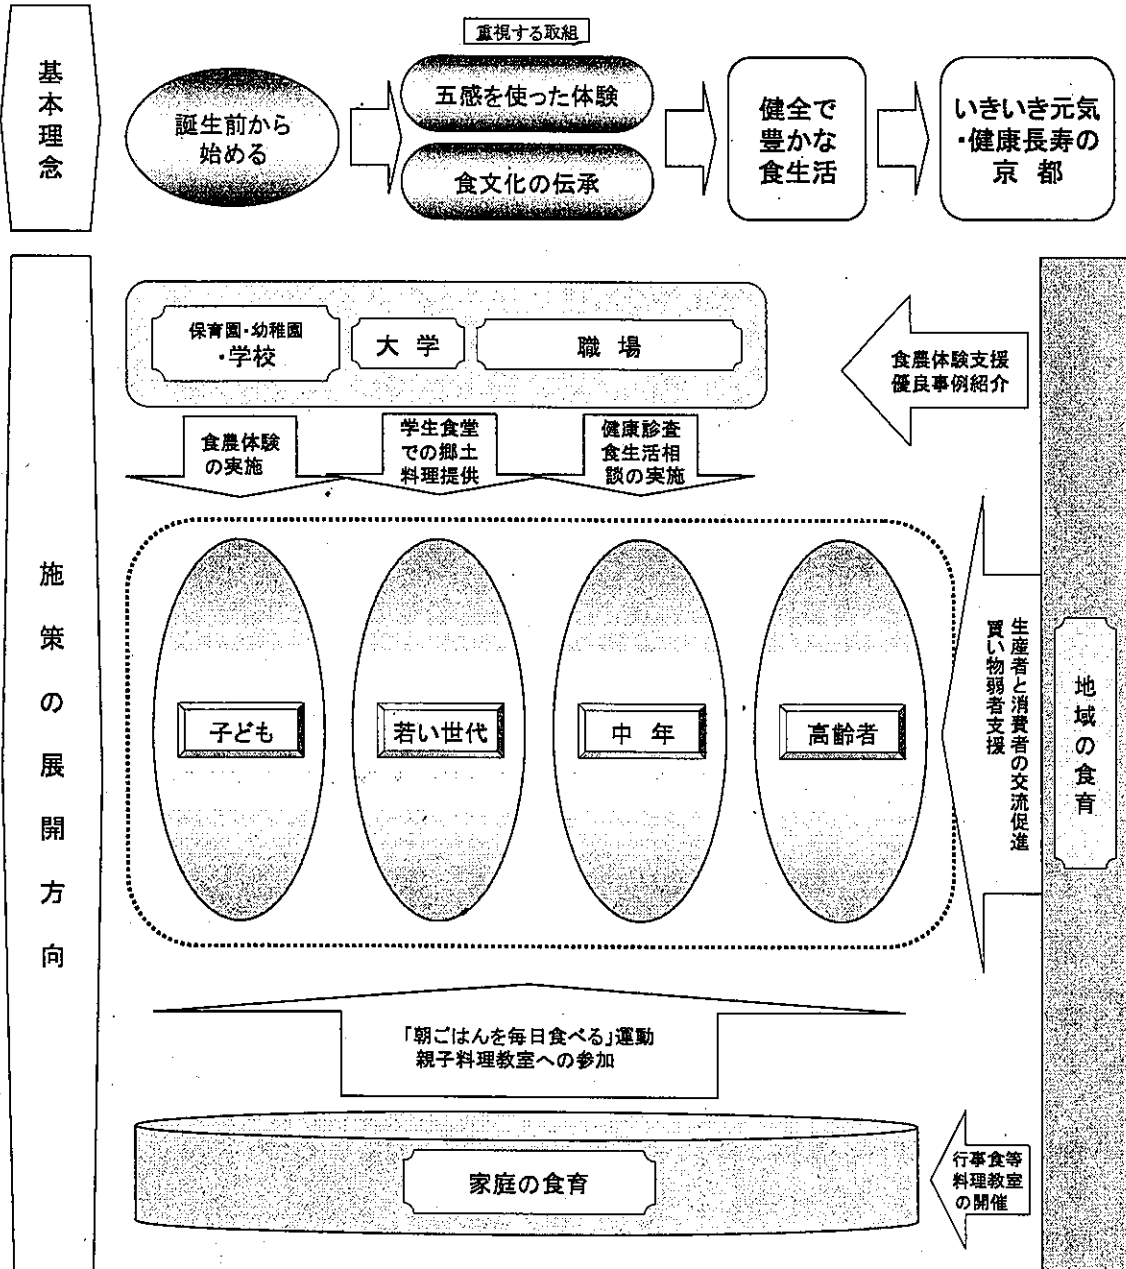 基本理念
重視する取組
誕生前から
始める
五感を使った体験
食文化の伝承
健全で
豊かな
食生活
いきいき元気
・健康長寿の
京 都
施策の展開方向
保育園・幼稚園
・学校
大 学
職 場
食農体験支援
優良事例紹介
食農体験
の実施
学生食堂
での郷土
料理提供
健康診査
食生活相
談の実施
子ども
若い世代
中 年
高齢者
生産者と消費者の交流促進
買い物弱者支援
地域の食育
「朝ごはんを毎日食べる」運動
親子料理教室への参加
家庭の食育
行事食等
料理教室
の開催